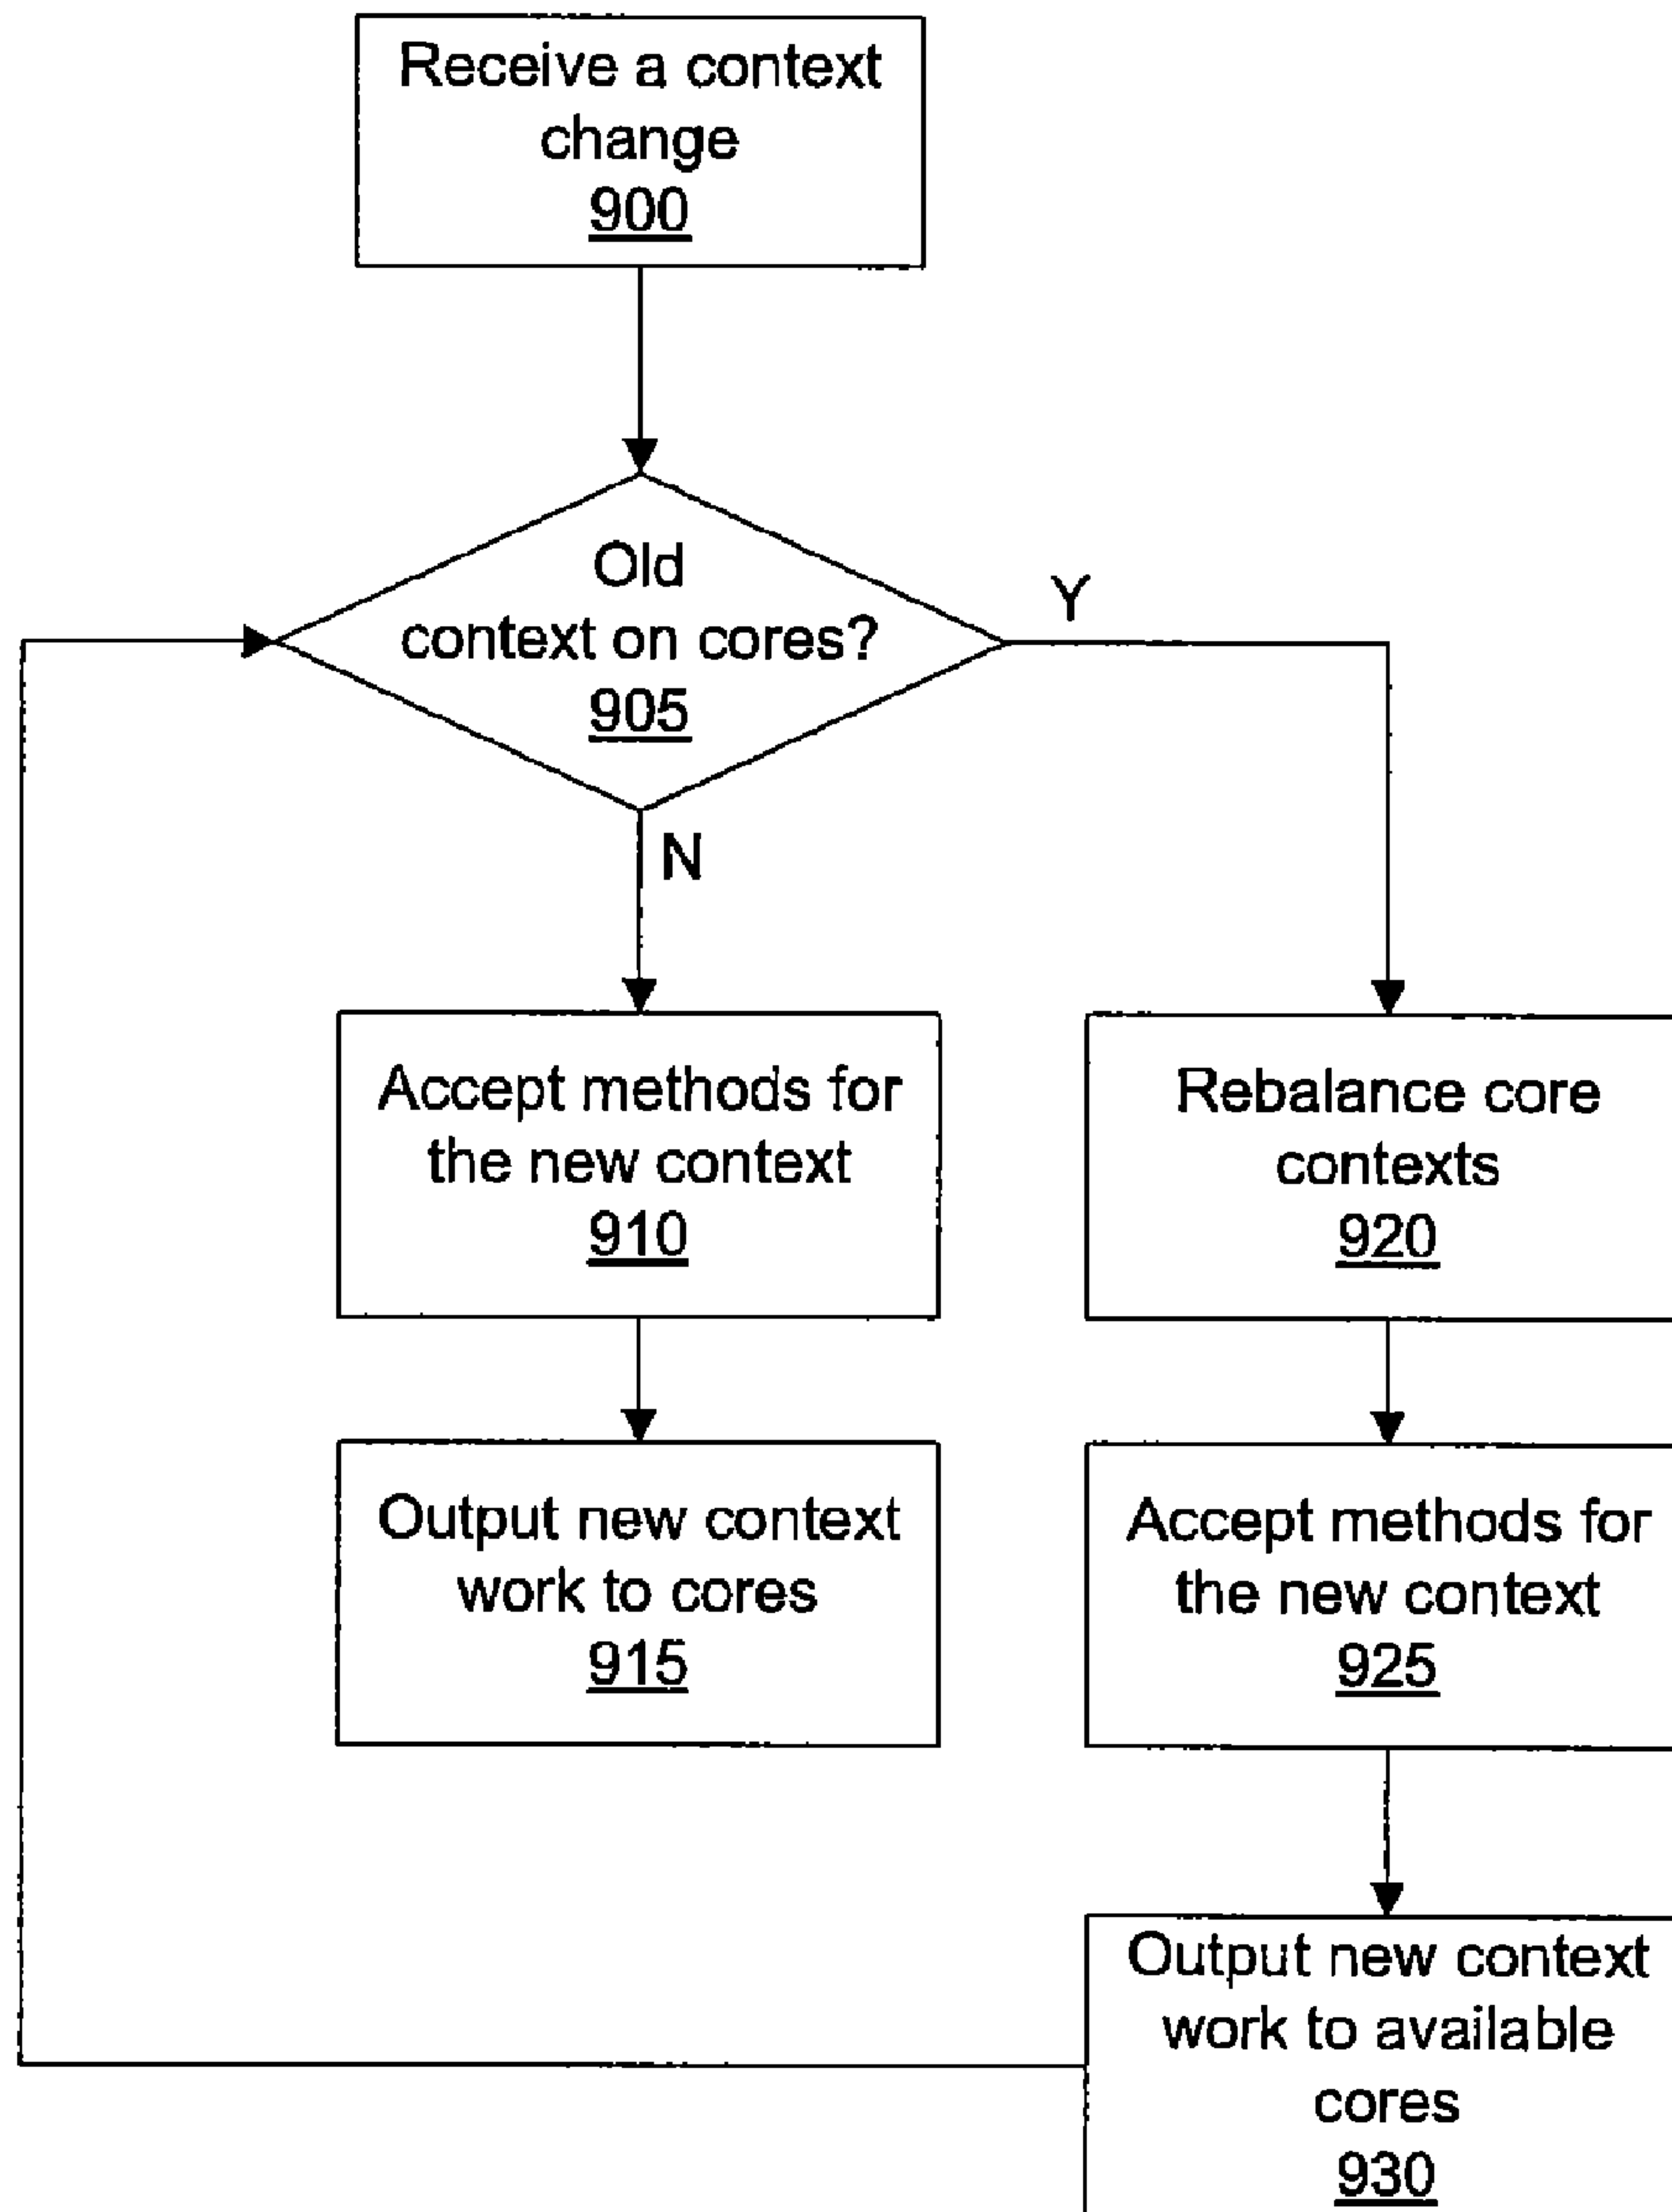 Receive a context
change
900
Old
context on cores?
905
Y
N
Accept methods for
the new context
910
Rebalance core
contexts
920
Output new context
work to cores
915
Accept methods for
the new context
925
Output new context
work to available
cores
930